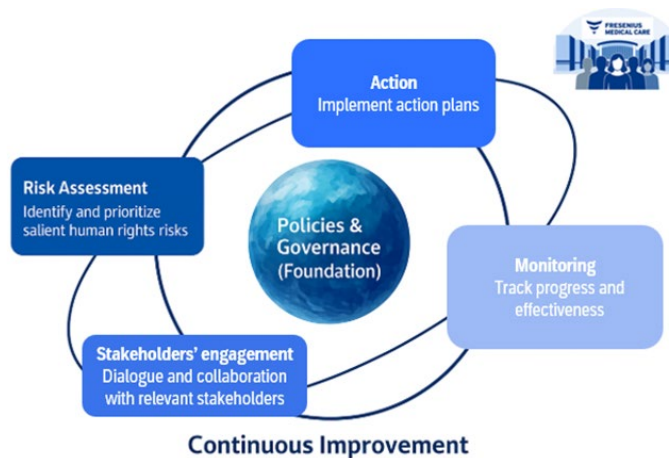 FRESENIUS
MEDICAL CARE
Action
Implement action plans
Risk Assessment
Identify and prioritize
salient human rights risks
Policies &
Governance
(Foundation)
Monitoring
Track progress and
effectiveness
Stakeholders' engagement
Dialogue and collaboration
with relevant stakeholders
Continuous Improvement